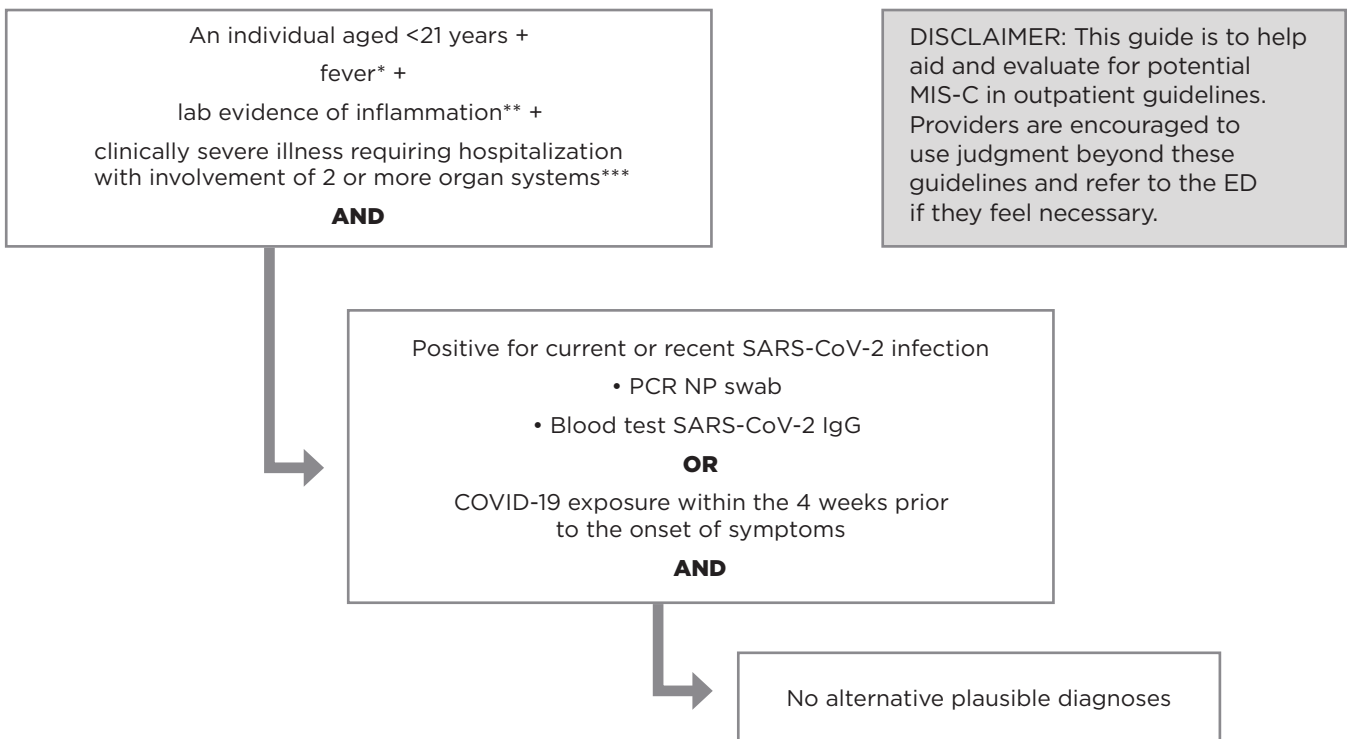 An individual aged <21 years +
fever* +
lab evidence of inflammation** +
clinically severe illness requiring hospitalization
with involvement of 2 or more organ systems***
AND
DISCLAIMER: This guide is to help
aid and evaluate for potential
MIS-C in outpatient guidelines.
Providers are encouraged to
use judgment beyond these
guidelines and refer to the ED
if they feel necessary.
Positive for current or recent SARS-CoV-2 infection
• PCR NP swab
• Blood test SARS-CoV-2 IgG
OR
COVID-19 exposure within the 4 weeks prior
to the onset of symptoms
AND
No alternative plausible diagnoses